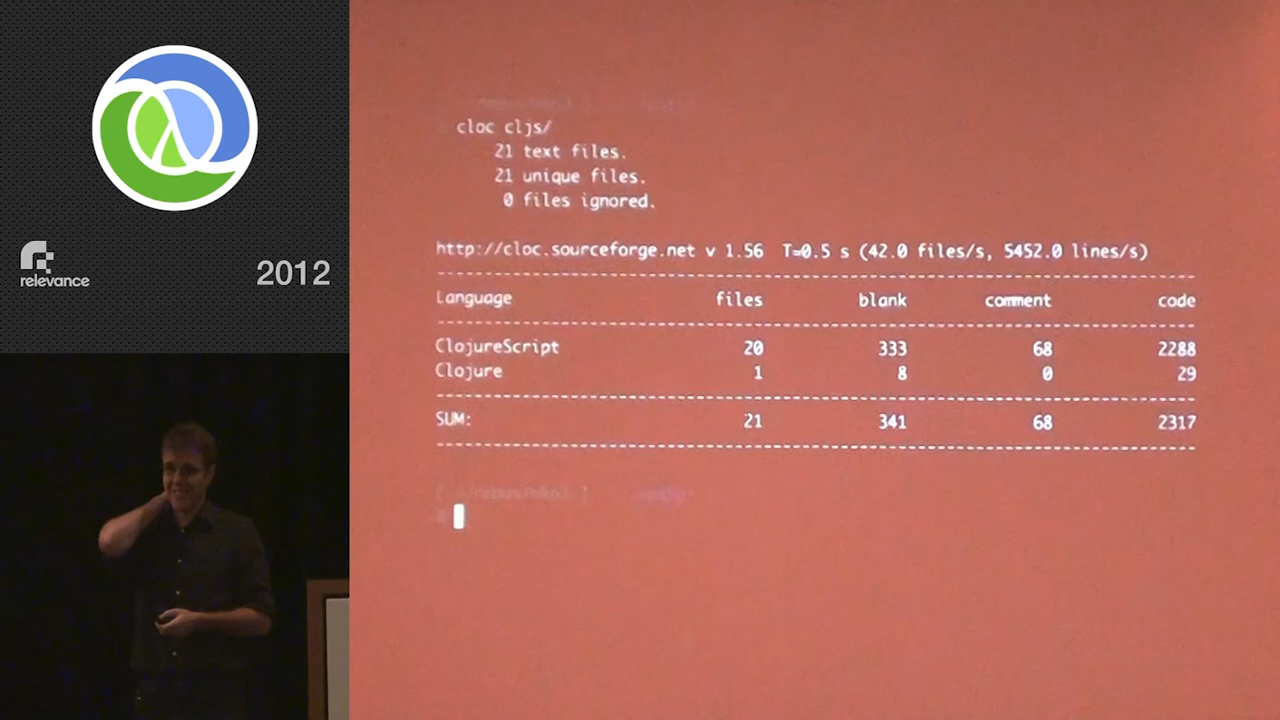 relevance
2012
cloc cljs/
21 text files.
21 unique files.
0 files ignored.
http://cloc.sourceforge.net v 1.56 T=0.5 s (42.0 files/s, 5452.0 lines/s)
Language files blank comment code
ClojureScript 20 333 68 2288
Clojure 1 8 0 29
SUM: 21 341 68 2317